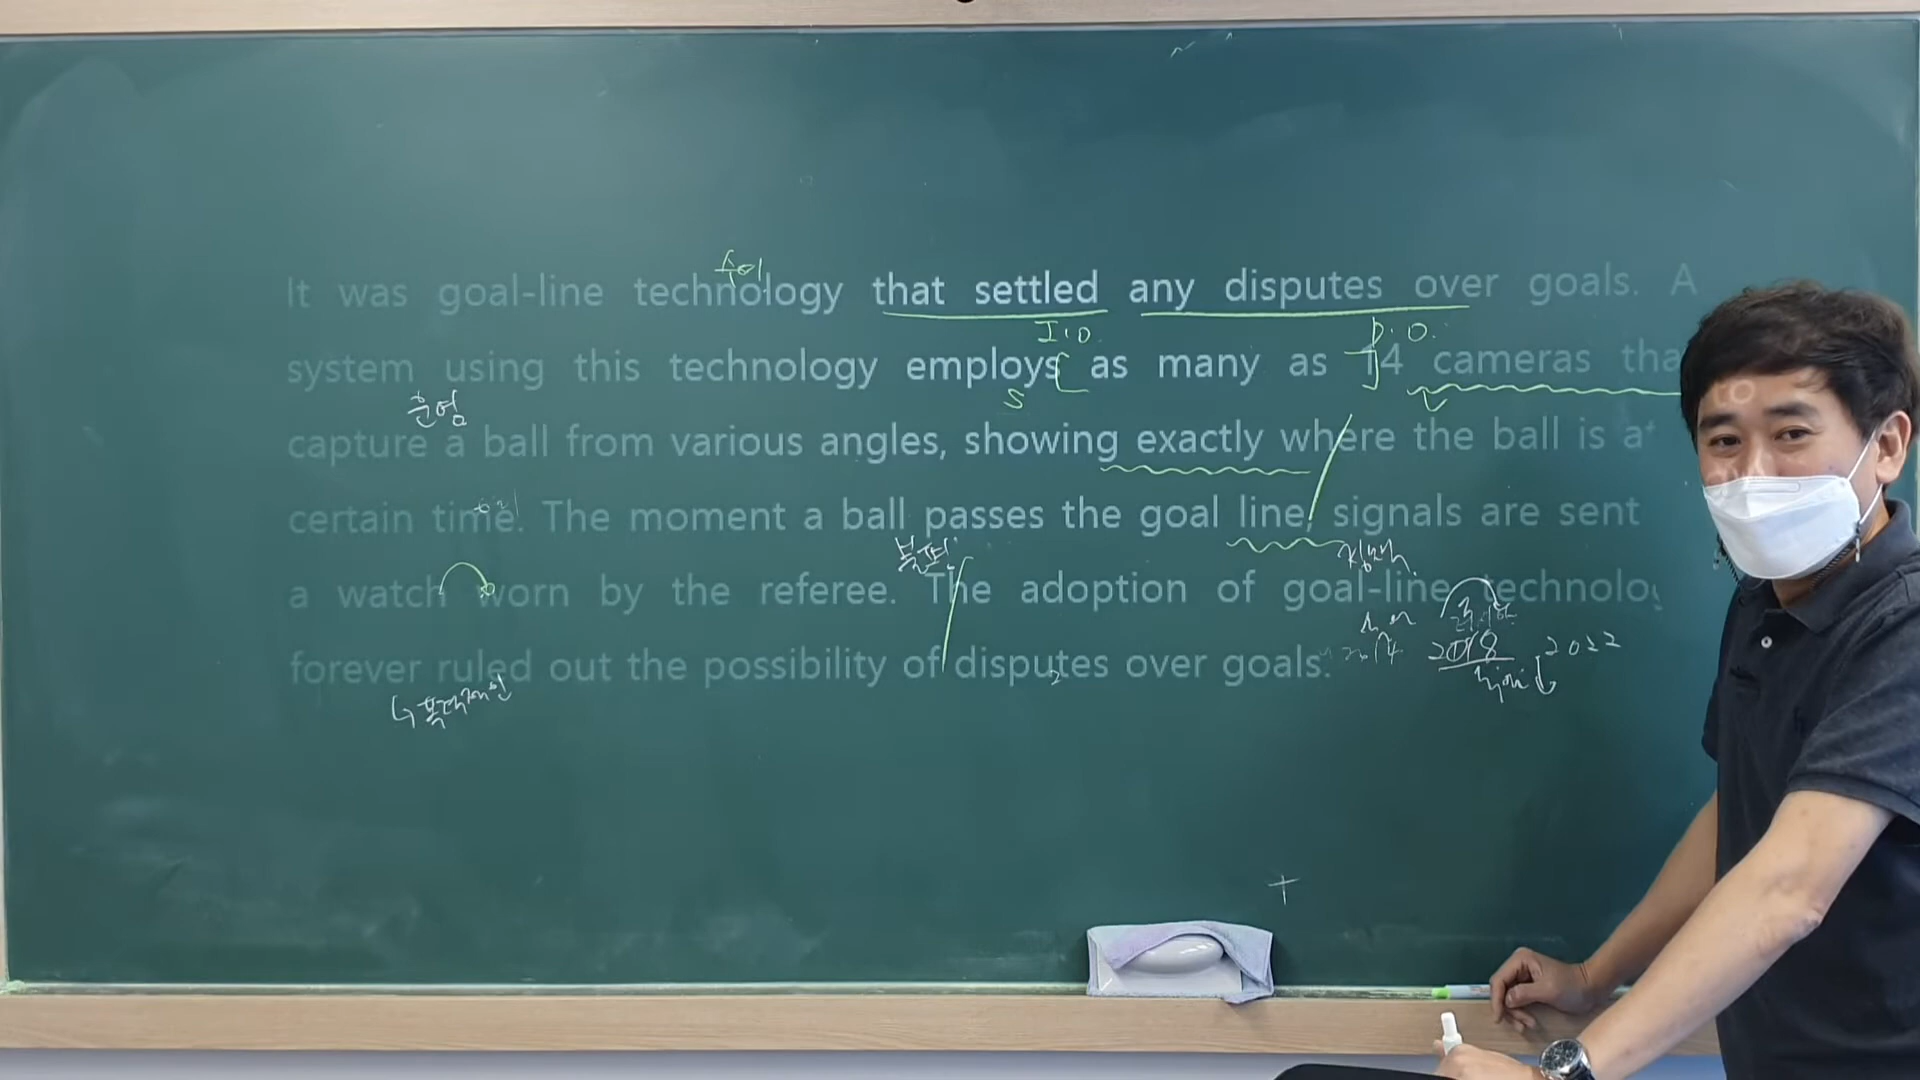 It was goal-line technology that settled any disputes over goals. A
I.O. D.O.
system using this technology employs as many as 14 cameras tha
S V
capture a ball from various angles, showing exactly where the ball is at
certain time. The moment a ball passes the goal line, signals are sent
a watch worn by the referee. The adoption of goal-line technolog
2014 2018 2022
forever ruled out the possibility of disputes over goals.